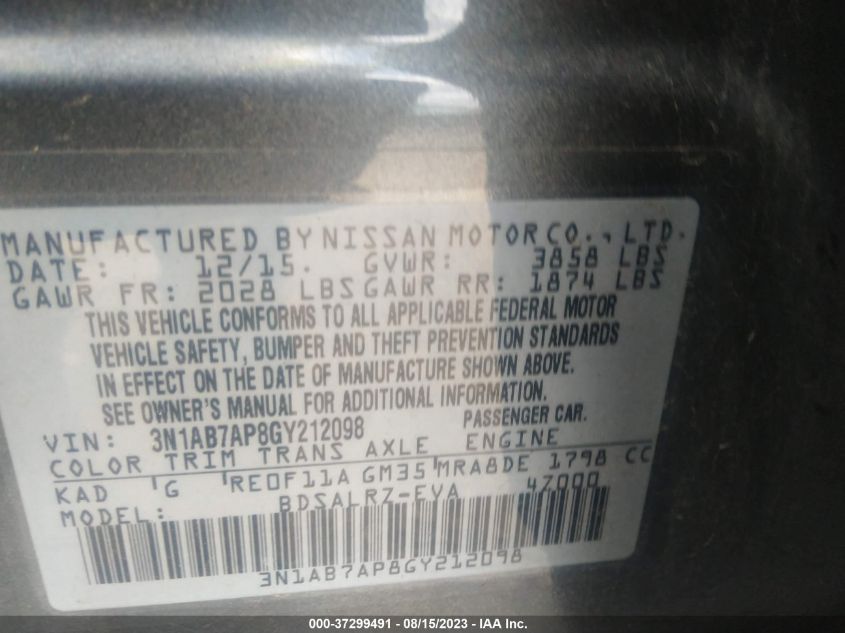 MANUFACTURED BY NISSAN MOTOR CO., LTD.
DATE: 12/15. GVWR: 3858 LBS
GAWR FR: 2028 LBS GAWR RR: 1874 LBS
THIS VEHICLE CONFORMS TO ALL APPLICABLE FEDERAL MOTOR
VEHICLE SAFETY, BUMPER AND THEFT PREVENTION STANDARDS
IN EFFECT ON THE DATE OF MANUFACTURE SHOWN ABOVE.
SEE OWNER'S MANUAL FOR ADDITIONAL INFORMATION.
VIN: 3N1AB7AP8GY212098 PASSENGER CAR.
COLOR TRIM TRANS AXLE ENGINE
KAD G RE0F11A GM35 MRA8DE 1798 CC
MODEL: BDSALRZ-EVA 47000
3N1AB7AP8GY212098
000-37299491 - 08/15/2023 - IAA Inc.